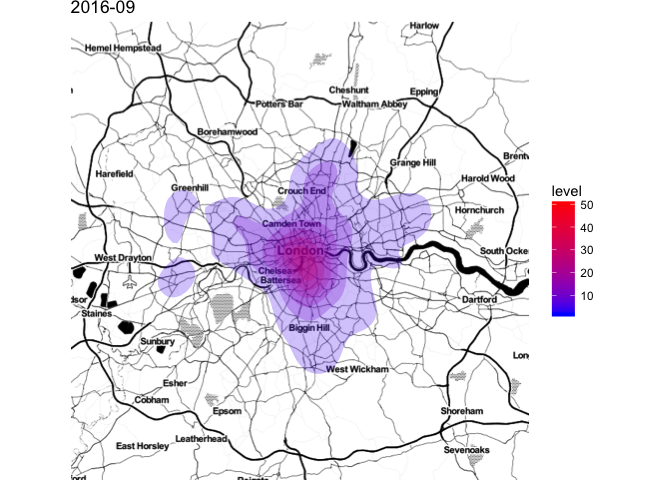 2016-09
Harlow
Hemel Hempstead
Cheshunt
Epping
Potters Bar
Waltham Abbey
Borehamwood
Brentw
Grange Hill
Harefield
Harold Wood
Greenhill
Crouch End
Hornchurch
Camden Town
London
South Ocke
West Drayton
Chelsea
Battersea
dsor
Staines
Dartford
Biggin Hill
Sunbury
Lon
West Wickham
Esher
Cobham
Epsom
Shoreham
Leatherhead
East Horsley
Sevenoaks
level
50
40
30
20
10